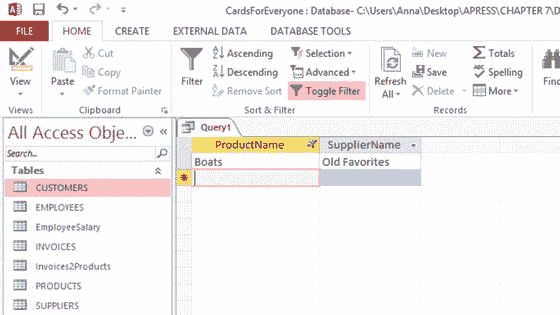 CardsForEveryone : Database- C:\Users\Anna\Desktop\APRESS\CHAPTER 7\D
FILE HOME CREATE EXTERNAL DATA DATABASE TOOLS
View
Views
Paste
Cut
Copy
Format Painter
Clipboard
Filter
Ascending
Descending
Remove Sort
Selection
Advanced
Toggle Filter
Sort & Filter
Refresh
All
New
Save
Delete
Totals
Spelling
More
Records
Find
All Access Obje...
Search...
Tables
CUSTOMERS
EMPLOYEES
EmployeeSalary
INVOICES
Invoices2Products
PRODUCTS
SUPPLIERS
Query1
ProductName SupplierName
Boats Old Favorites